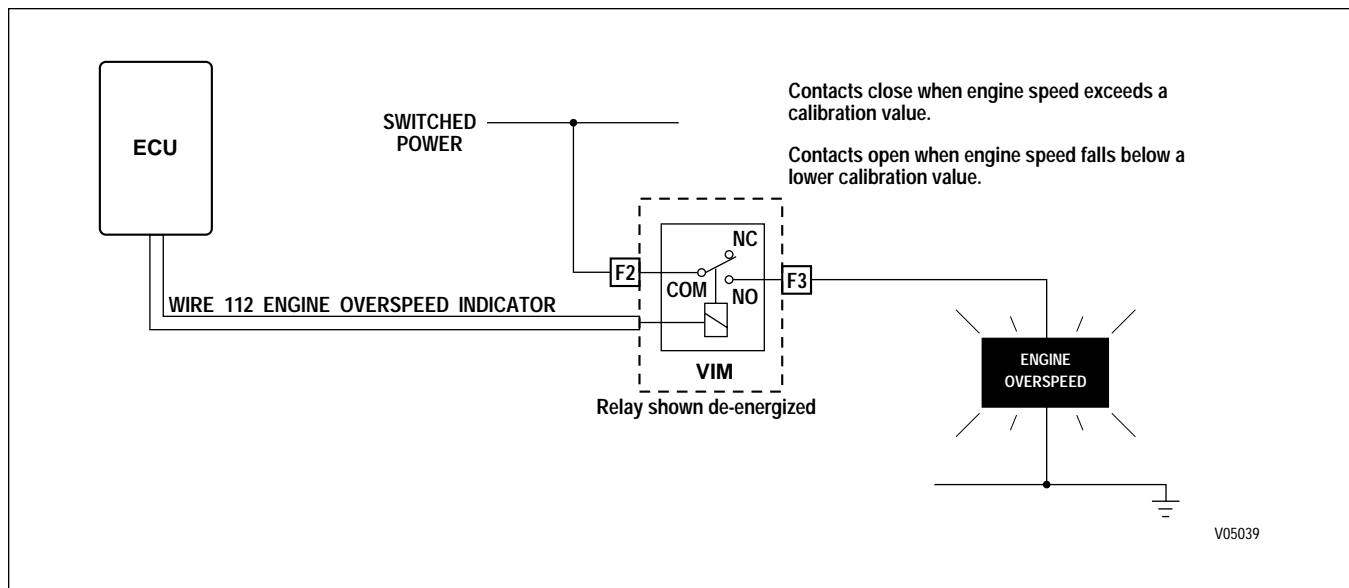 ECU
SWITCHED
POWER
Contacts close when engine speed exceeds a
calibration value.
Contacts open when engine speed falls below a
lower calibration value.
NC
F2
COM
NO
F3
WIRE 112 ENGINE OVERSPEED INDICATOR
VIM
Relay shown de-energized
ENGINE
OVERSPEED
V05039